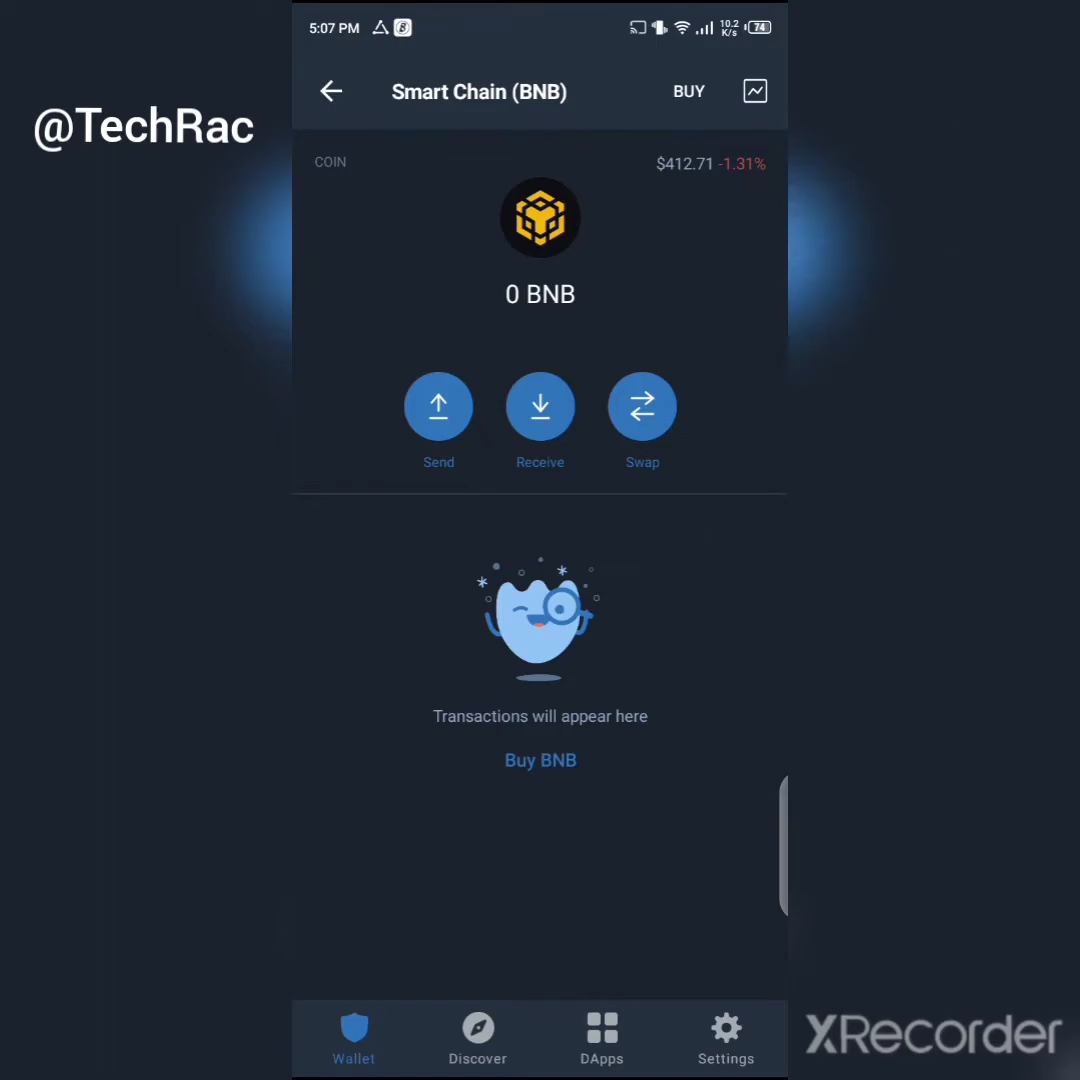 5:07 PM
10.2
K/s
74
@TechRac
Smart Chain (BNB)
BUY
COIN
$412.71 -1.31%
0 BNB
Send
Receive
Swap
Transactions will appear here
Buy BNB
Wallet
Discover
DApps
Settings
XRecorder